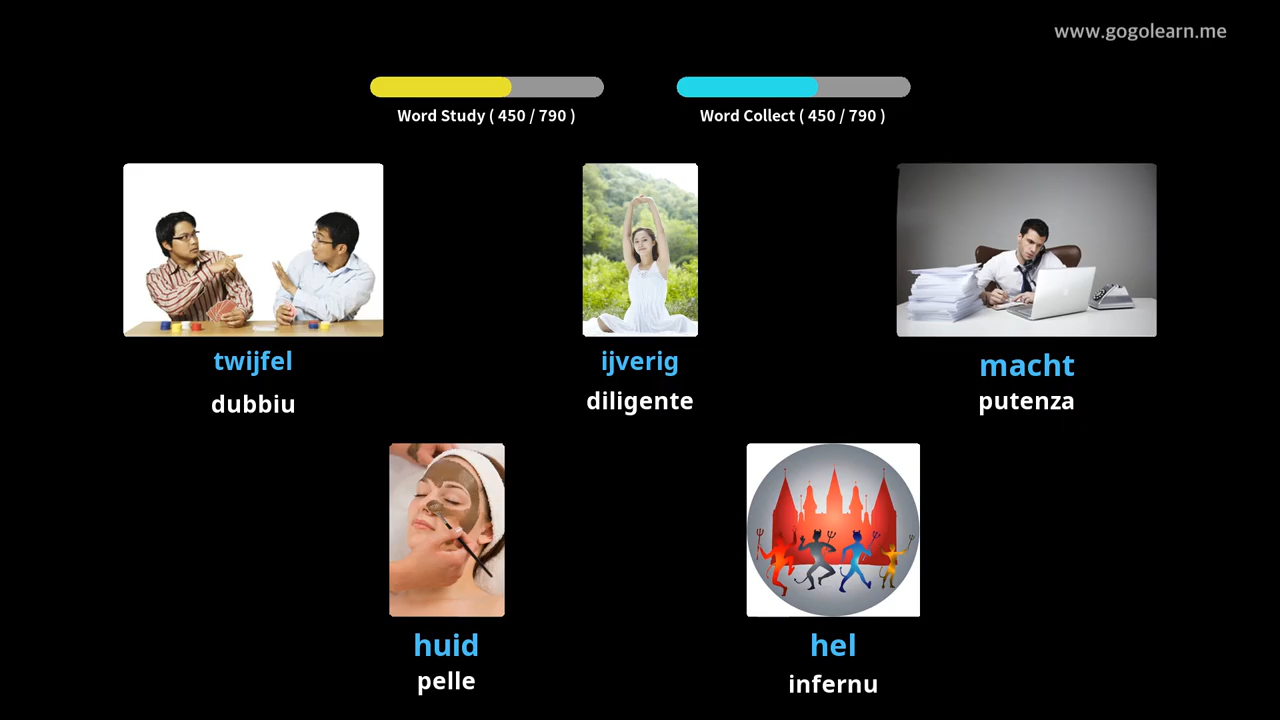 www.gogolearn.me
Word Study ( 450 / 790 )
Word Collect ( 450 / 790 )
twijfel
dubbiu
ijverig
diligente
macht
putenza
huid
pelle
hel
infernu